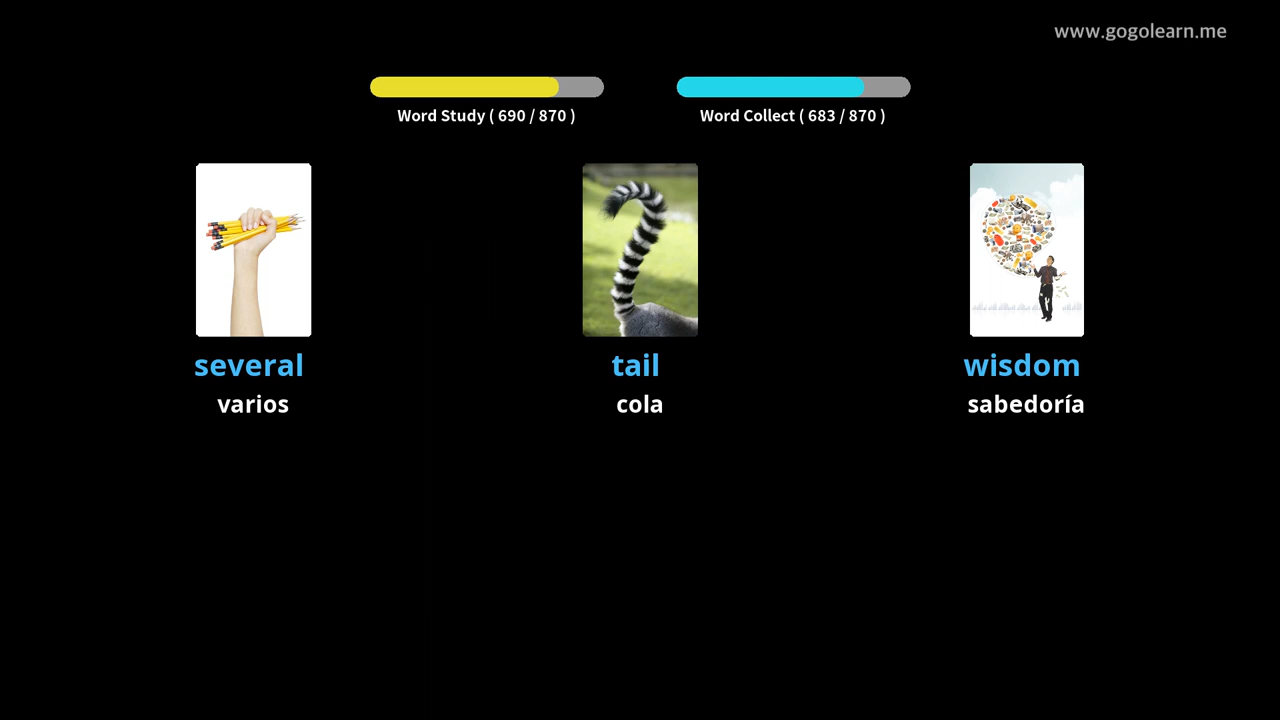 www.gogolearn.me
Word Study ( 690 / 870 )
Word Collect ( 683 / 870 )
several
tail
wisdom
varios
cola
sabedoría